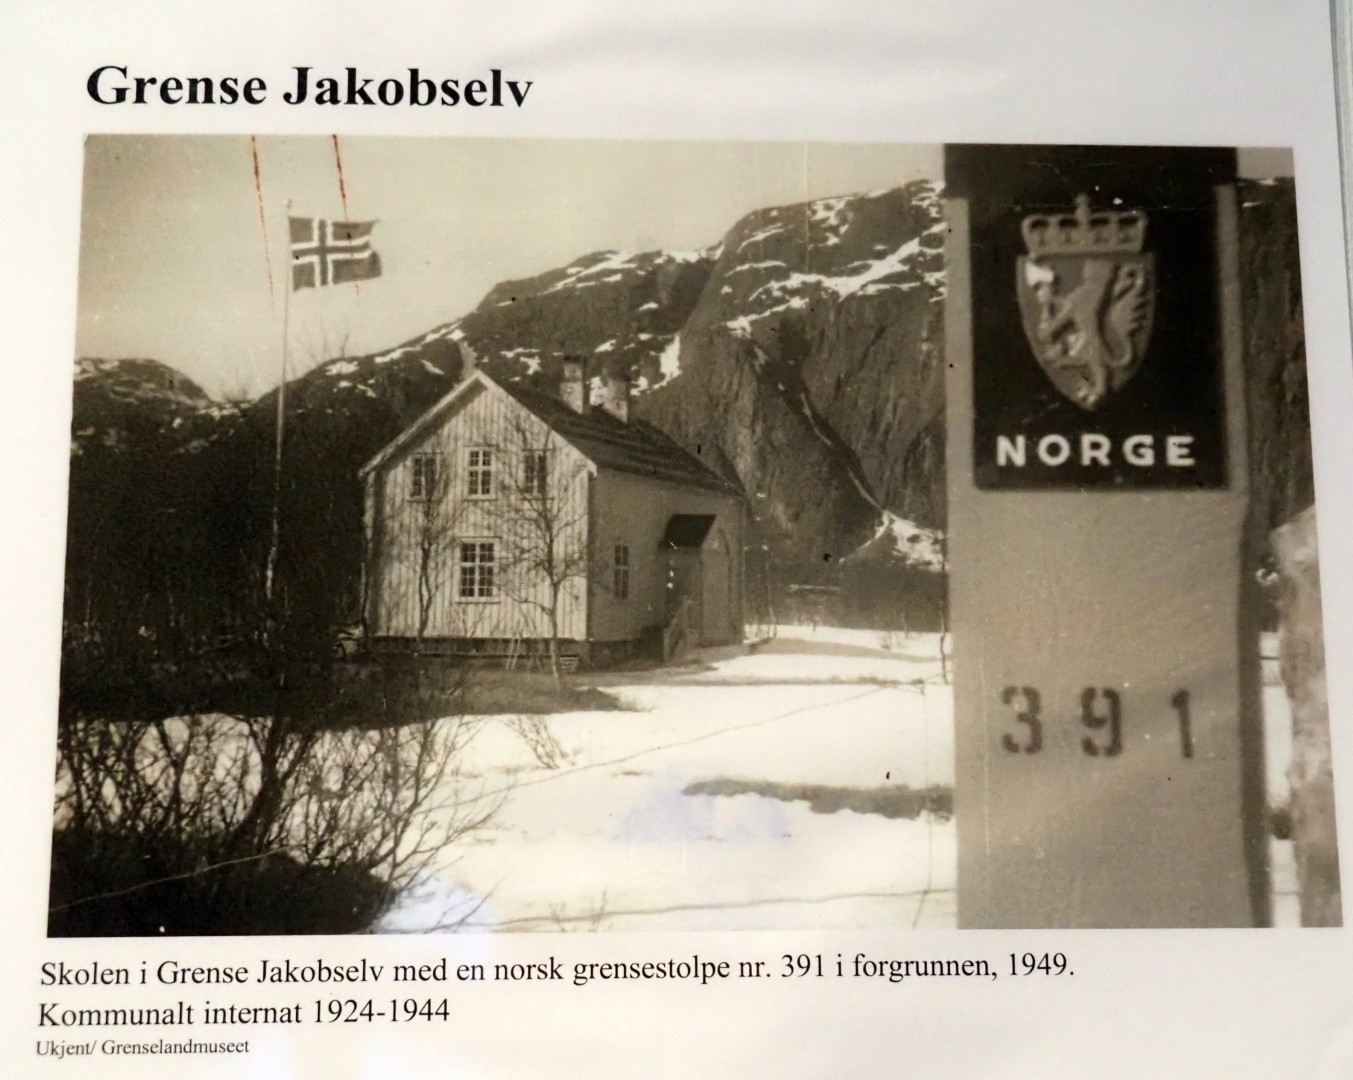 Grense Jakobselv
NORGE
391
Skolen i Grense Jakobselv med en norsk grensestolpe nr. 391 i forgrunnen, 1949.
Kommunalt internat 1924-1944
Ukjent/ Grenselandmuseet